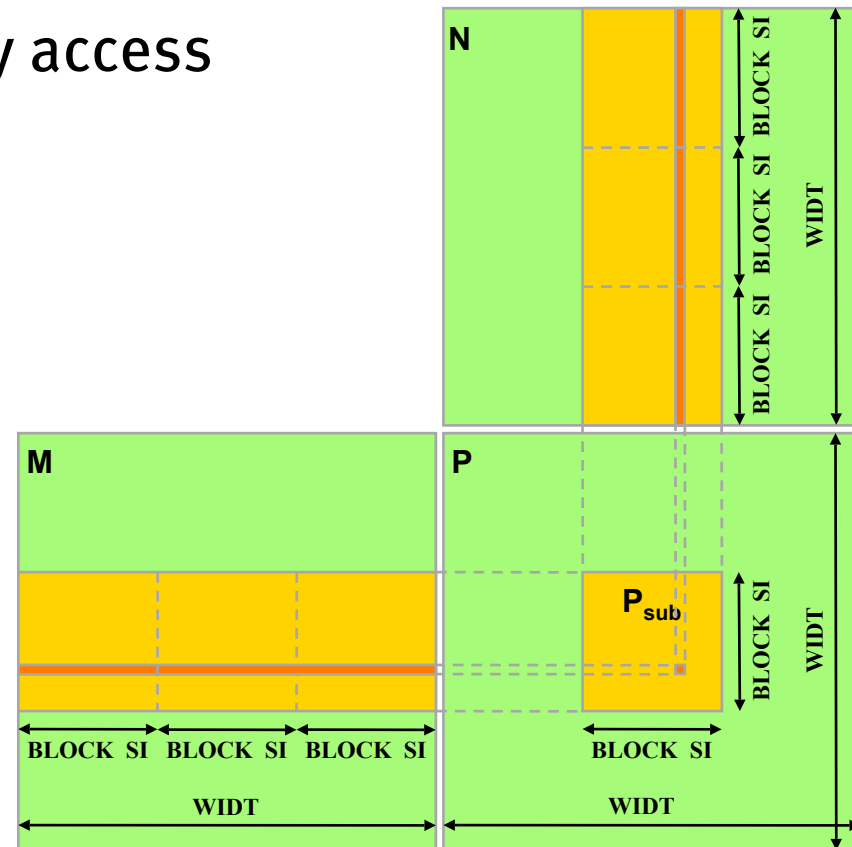 y access
N
BLOCK SI
BLOCK SI
BLOCK SI
WIDT
M
P
Psub
BLOCK SI
WIDT
BLOCK SI BLOCK SI BLOCK SI
BLOCK SI
WIDT
WIDT